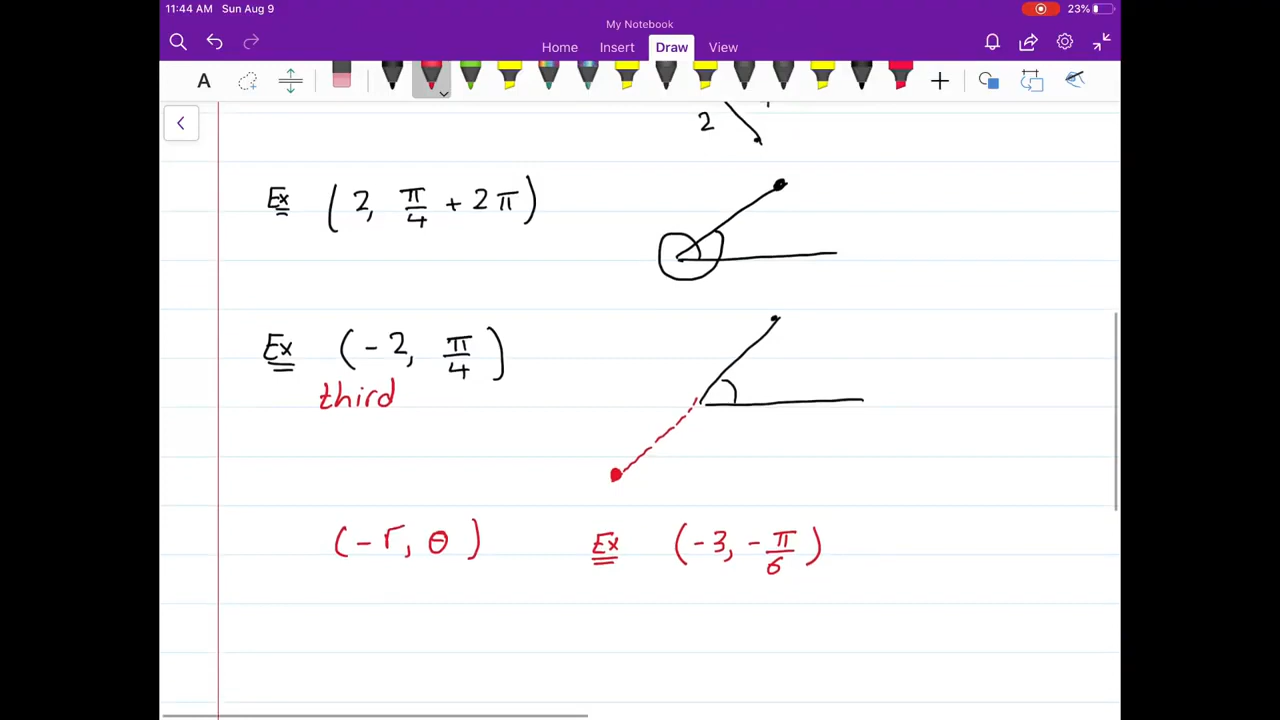 11:44 AM Sun Aug 9
23%
My Notebook
Home Insert Draw View
A
2
Ex (2, π/4 + 2π)
Ex (-2, π/4)
third
(-r, θ) Ex (-3, -π/6)